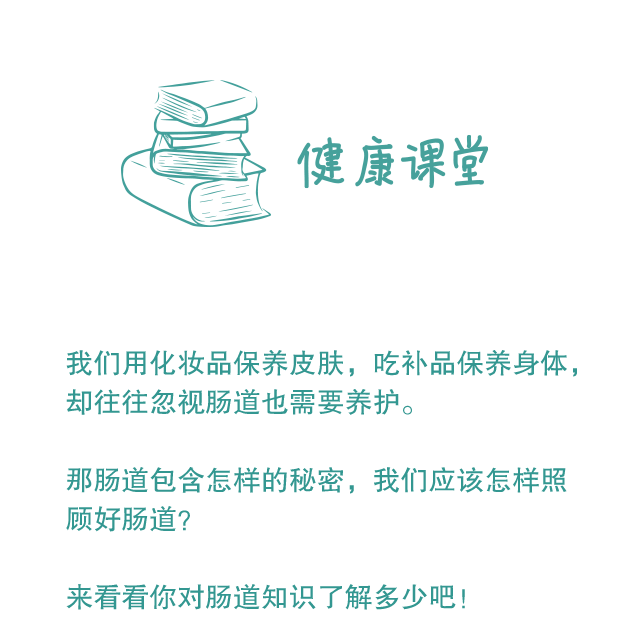 健康课堂
我们用化妆品保养皮肤，吃补品保养身体，
却往往忽视肠道也需要养护。
那肠道包含怎样的秘密，我们应该怎样照
顾好肠道?
来看看你对肠道知识了解多少吧!